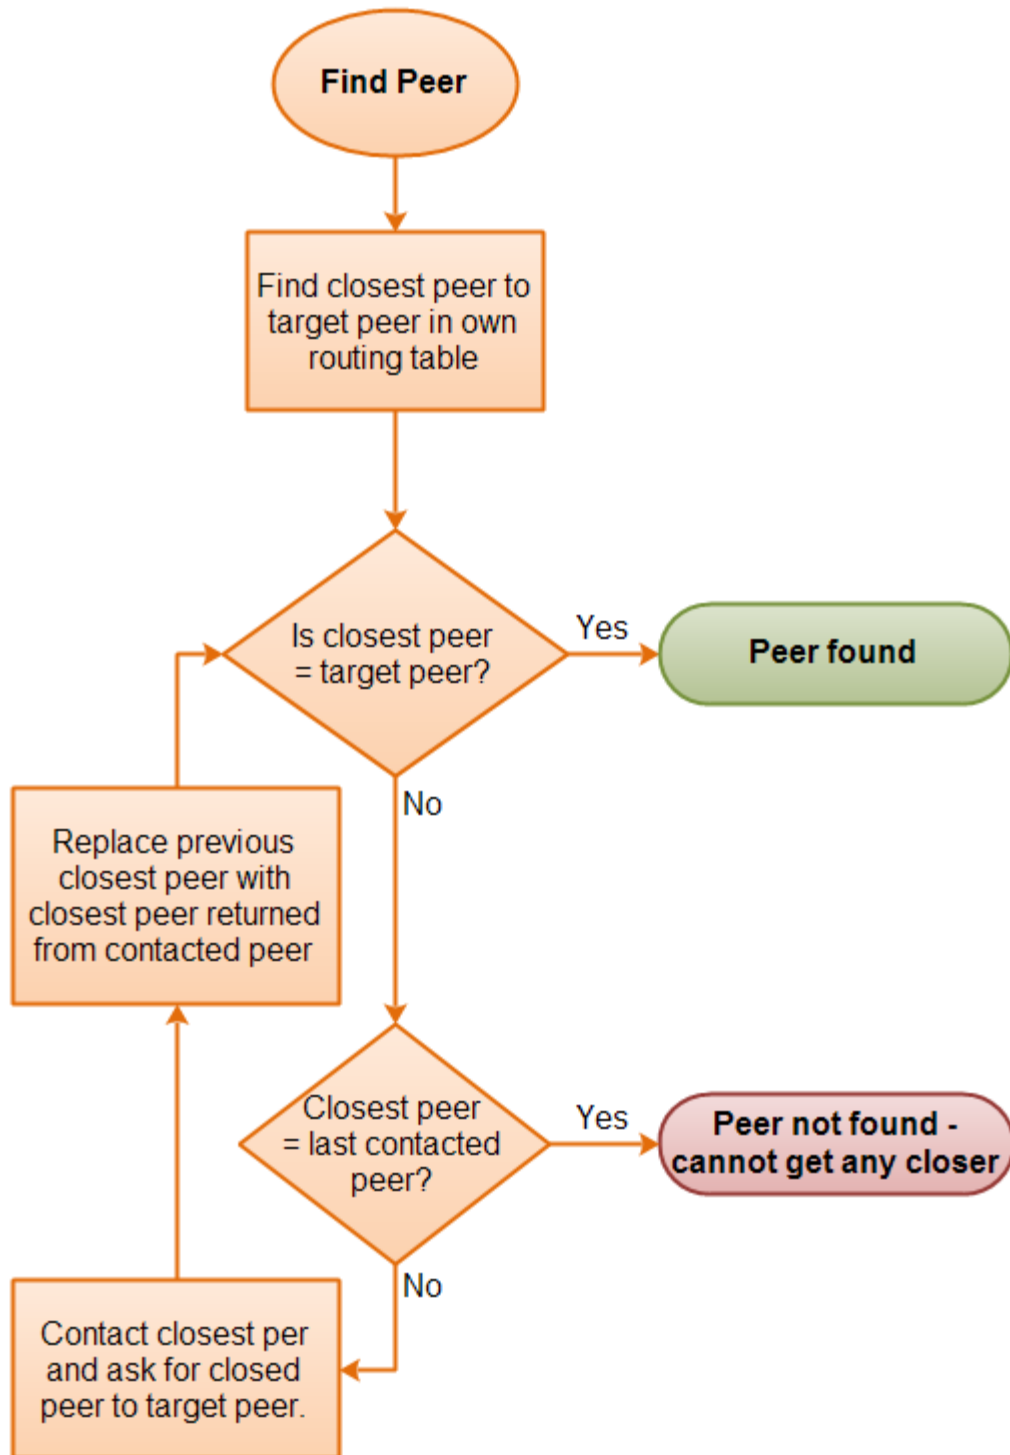 Find Peer
Find closest peer to
target peer in own
routing table
Is closest peer
= target peer?
Yes
Peer found
No
Replace previous
closest peer with
closest peer returned
from contacted peer
Closest peer
= last contacted
peer?
Yes
Peer not found -
cannot get any closer
No
Contact closest per
and ask for closed
peer to target peer.